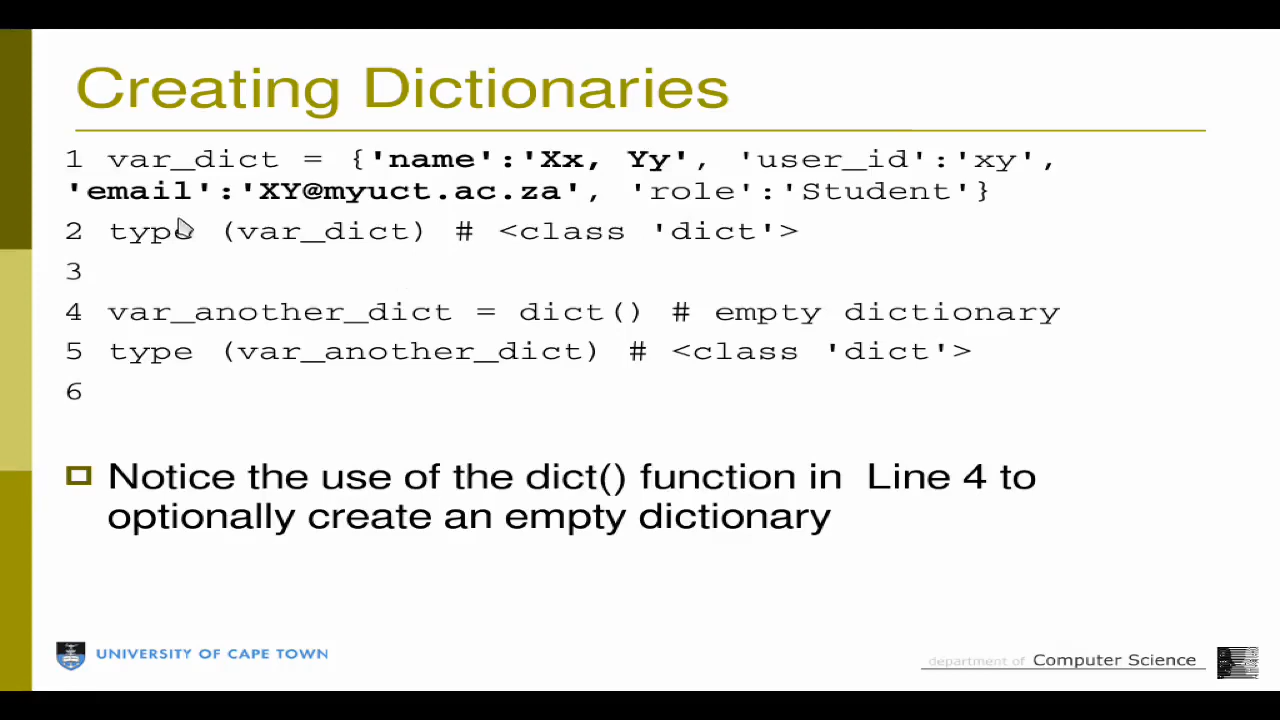 Creating Dictionaries
1 var_dict = {'name':'Xx, Yy', 'user_id':'xy',
'email':'XY@myuct.ac.za', 'role':'Student'}
2 type (var_dict) # <class 'dict'>
3
4 var_another_dict = dict() # empty dictionary
5 type (var_another_dict) # <class 'dict'>
6
Notice the use of the dict() function in Line 4 to
optionally create an empty dictionary
UNIVERSITY OF CAPE TOWN
department of Computer Science